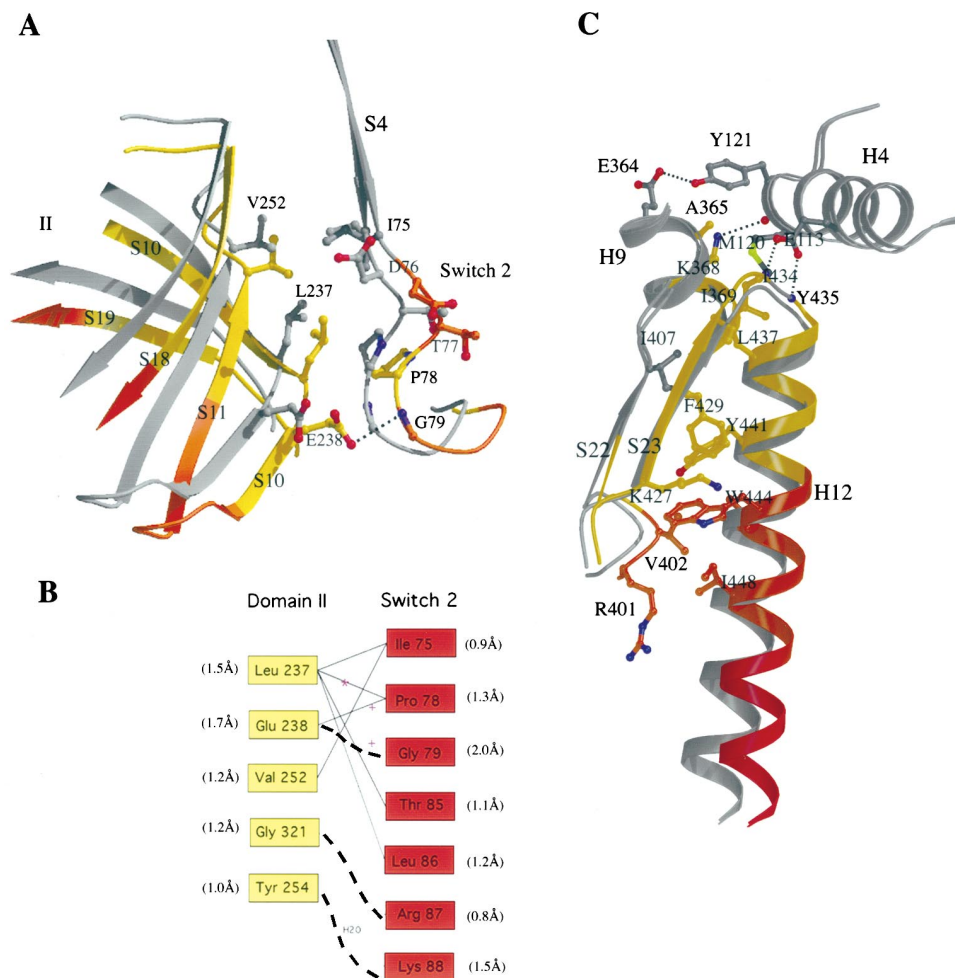 A
S4
II
V252
I75
S10
D76
Switch 2
L237
S19
T77
S18
P78
S11
G79
E238
S10
B
Domain II
Switch 2
(1.5Å)
Leu 237
Ile 75
(0.9Å)
*
(1.7Å)
Glu 238
Pro 78
(1.3Å)
+
(1.2Å)
Val 252
Gly 79
(2.0Å)
+
(1.2Å)
Gly 321
Thr 85
(1.1Å)
(1.0Å)
Tyr 254
Leu 86
(1.2Å)
H2O
Arg 87
(0.8Å)
Lys 88
(1.5Å)
C
Y121
H4
E364
A365
M120
E113
H9
K368
I434
I369
Y435
I407
L437
F429
Y441
S22
S23
K427
W444
H12
V402
I448
R401